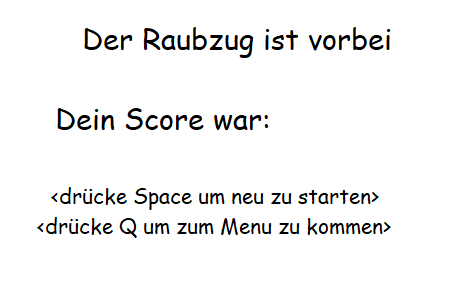 Der Raubzug ist vorbei
Dein Score war:
<drücke Space um neu zu starten>
<drücke Q um zum Menu zu kommen>